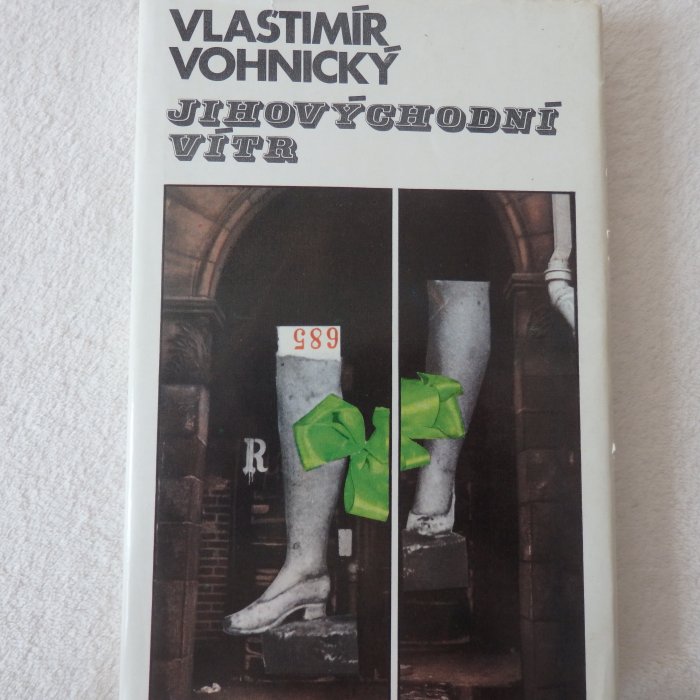 VLASTIMÍR
VOHNICKÝ
JIHOVÝCHODNÍ
VÍTR
685
R